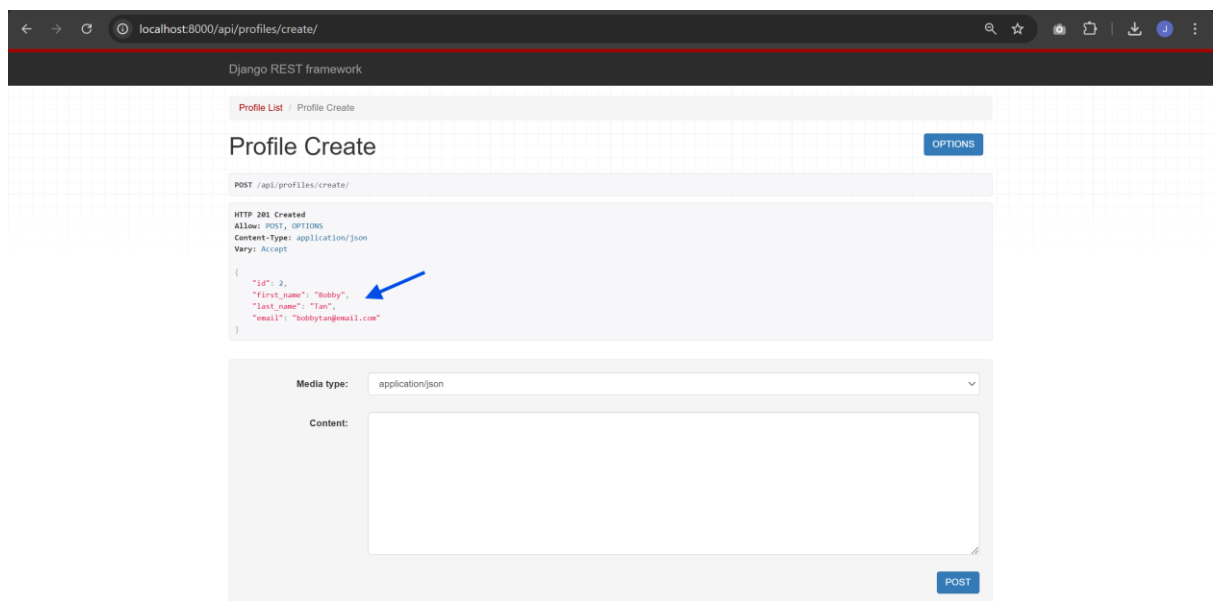 localhost:8000/api/profiles/create/
J
Django REST framework
Profile List / Profile Create
Profile Create
OPTIONS
POST /api/profiles/create/
HTTP 201 Created
Allow: POST, OPTIONS
Content-Type: application/json
Vary: Accept
{
"id": 2,
"first_name": "Bobby",
"last_name": "Tan",
"email": "bobbytan@email.com"
}
Media type:
application/json
Content:
POST